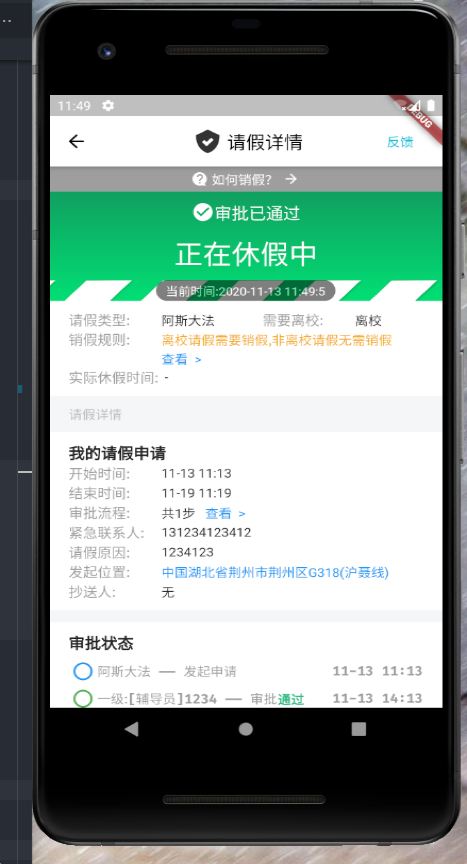 11:49
DEBUG
请假详情
反馈
如何销假?
审批已通过
正在休假中
当前时间:2020-11-13 11:49:5
请假类型: 阿斯大法 需要离校: 离校
销假规则: 离校请假需要销假,非离校请假无需销假
查看 >
实际休假时间: -
请假详情
我的请假申请
开始时间: 11-13 11:13
结束时间: 11-19 11:19
审批流程: 共1步 查看 >
紧急联系人: 131234123412
请假原因: 1234123
发起位置: 中国湖北省荆州市荆州区G318(沪聂线)
抄送人: 无
审批状态
阿斯大法 —— 发起申请 11-13 11:13
一级:[辅导员]1234 —— 审批通过 11-13 14:13